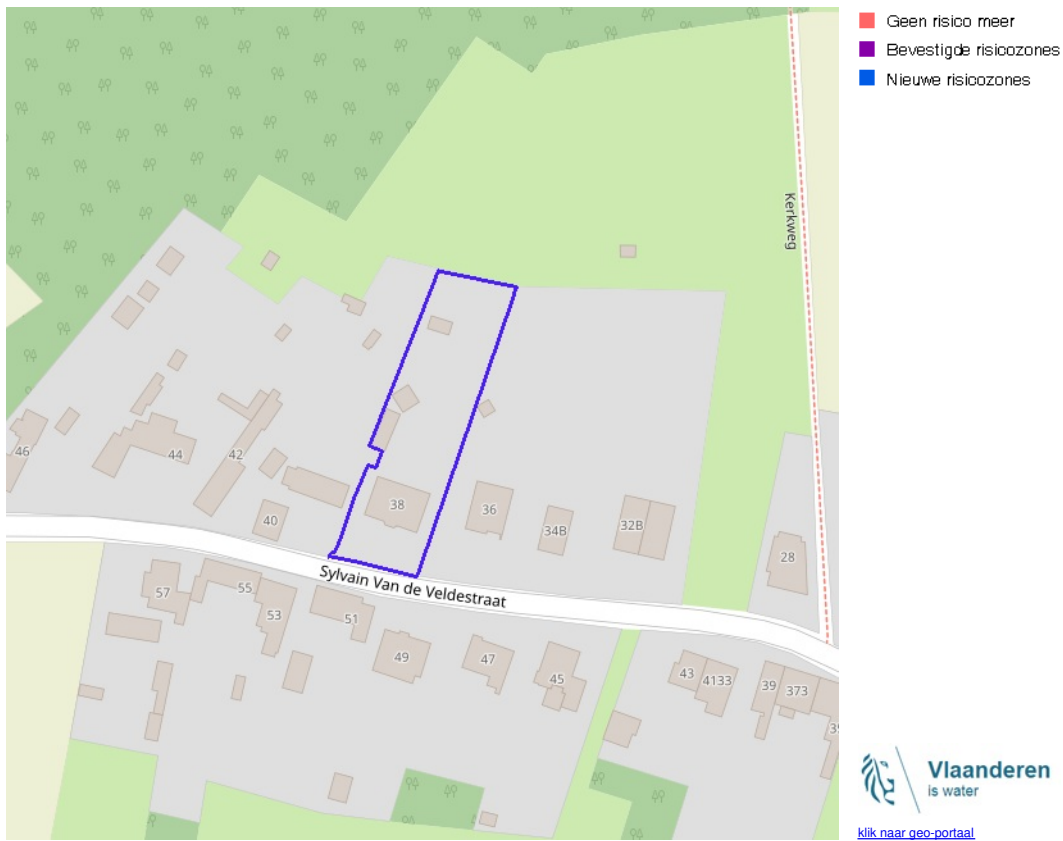 Geen risico meer
Bevestigde risicozones
Nieuwe risicozones
Kerkweg
46
44
42
40
38
36
34B
32B
28
Sylvain Van de Veldestraat
57
55
53
51
49
47
45
43
4133
39
373
Vlaanderen
is water
klik naar geo-portaal